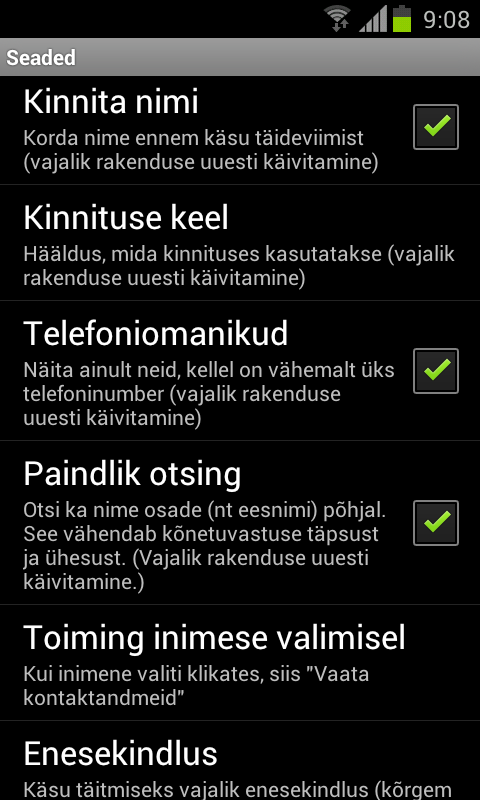 9:08
Seaded
Kinnita nimi
Korda nime ennem käsu täideviimist
(vajalik rakenduse uuesti käivitamine)
Kinnituse keel
Hääldus, mida kinnituses kasutatakse (vajalik
rakenduse uuesti käivitamine)
Telefoniomanikud
Näita ainult neid, kellel on vähemalt üks
telefoninumber (vajalik rakenduse
uuesti käivitamine)
Paindlik otsing
Otsi ka nime osade (nt eesnimi) põhjal.
See vähendab kõnetuvastuse täpsust
ja ühesust. (Vajalik rakenduse uuesti
käivitamine.)
Toiming inimese valimisel
Kui inimene valiti klikates, siis "Vaata
kontaktandmeid"
Enesekindlus
Käsu täitmiseks vajalik enesekindlus (kõrgem